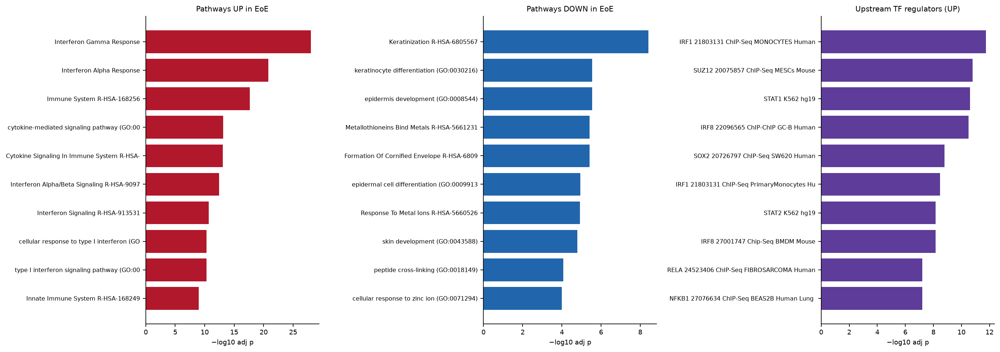 Pathways UP in EoE
Interferon Gamma Response
Interferon Alpha Response
Immune System R-HSA-168256
cytokine-mediated signaling pathway (GO:00
Cytokine Signaling In Immune System R-HSA-
Interferon Alpha/Beta Signaling R-HSA-9097
Interferon Signaling R-HSA-913531
cellular response to type I interferon (GO
type I interferon signaling pathway (GO:00
Innate Immune System R-HSA-168249
0 5 10 15 20 25
−log10 adj p
Pathways DOWN in EoE
Keratinization R-HSA-6805567
keratinocyte differentiation (GO:0030216)
epidermis development (GO:0008544)
Metallothioneins Bind Metals R-HSA-5661231
Formation Of Cornified Envelope R-HSA-6809
epidermal cell differentiation (GO:0009913
Response To Metal Ions R-HSA-5660526
skin development (GO:0043588)
peptide cross-linking (GO:0018149)
cellular response to zinc ion (GO:0071294)
0 2 4 6 8
−log10 adj p
Upstream TF regulators (UP)
IRF1 21803131 ChIP-Seq MONOCYTES Human
SUZ12 20075857 ChIP-Seq MESCs Mouse
STAT1 K562 hg19
IRF8 22096565 ChIP-ChIP GC-B Human
SOX2 20726797 ChIP-Seq SW620 Human
IRF1 21803131 ChIP-Seq PrimaryMonocytes Hu
STAT2 K562 hg19
IRF8 27001747 Chip-Seq BMDM Mouse
RELA 24523406 ChIP-Seq FIBROSARCOMA Human
NFKB1 27076634 ChIP-Seq BEAS2B Human Lung
0 2 4 6 8 10 12
−log10 adj p